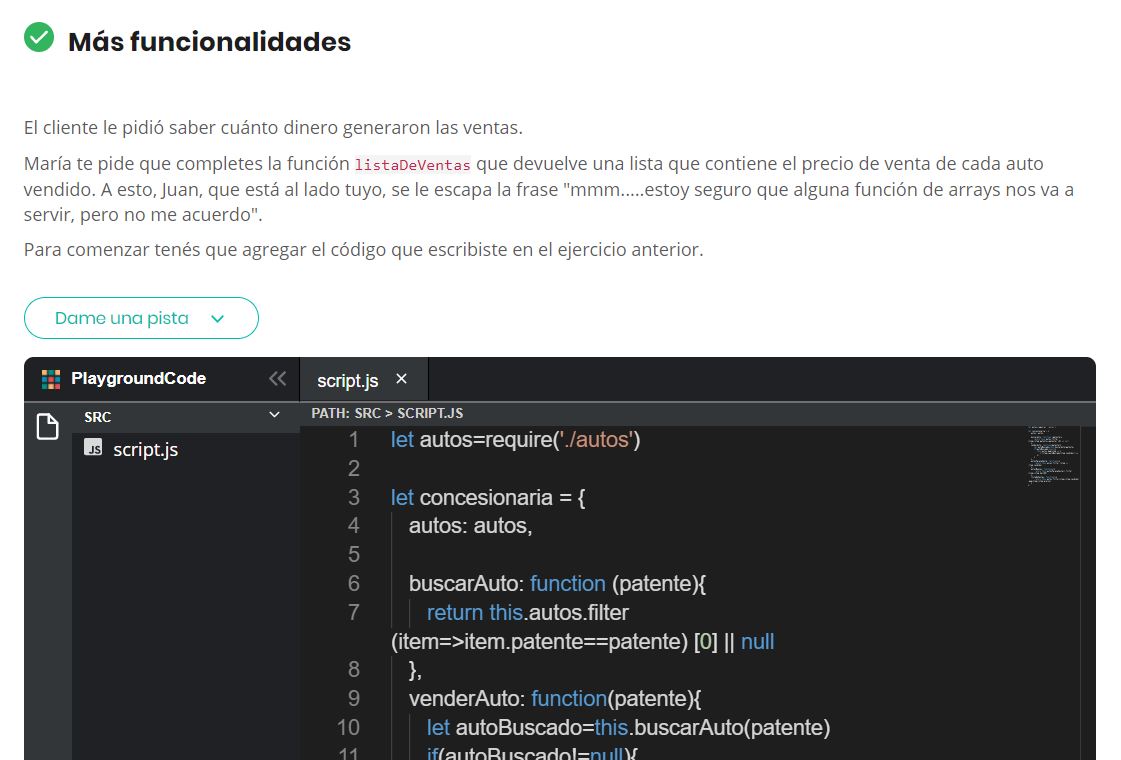 Más funcionalidades
El cliente le pidió saber cuánto dinero generaron las ventas.
María te pide que completes la función listaDeVentas que devuelve una lista que contiene el precio de venta de cada auto
vendido. A esto, Juan, que está al lado tuyo, se le escapa la frase "mmm.....estoy seguro que alguna función de arrays nos va a
servir, pero no me acuerdo".
Para comenzar tenés que agregar el código que escribiste en el ejercicio anterior.
Dame una pista
PlaygroundCode
script.js
SRC
PATH: SRC > SCRIPT.JS
JS script.js
1 let autos=require('./autos')
2
3 let concesionaria = {
4 autos: autos,
5
6 buscarAuto: function (patente){
7 return this.autos.filter
(item=>item.patente==patente) [0] || null
8 },
9 venderAuto: function(patente){
10 let autoBuscado=this.buscarAuto(patente)
11 if(autoBuscado!=null){